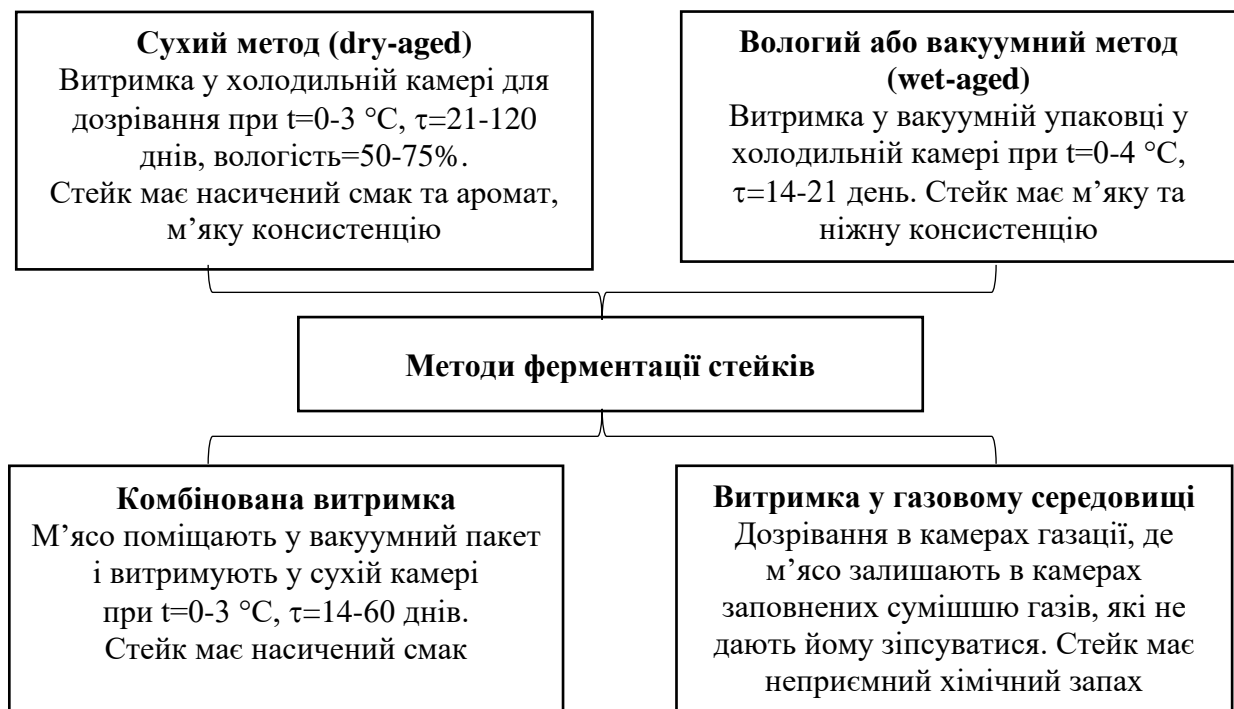 Сухий метод (dry-aged)
Витримка у холодильній камері для
дозрівання при t=0-3 °С, τ=21-120
днів, вологість=50-75%.
Стейк має насичений смак та аромат,
м’яку консистенцію
Вологий або вакуумний метод
(wet-aged)
Витримка у вакуумній упаковці у
холодильній камері при t=0-4 °С,
τ=14-21 день. Стейк має м’яку та
ніжну консистенцію
Методи ферментації стейків
Комбінована витримка
М’ясо поміщають у вакуумний пакет
і витримують у сухій камері
при t=0-3 °С, τ=14-60 днів.
Стейк має насичений смак
Витримка у газовому середовищі
Дозрівання в камерах газації, де
м’ясо залишають в камерах
заповнених сумішшю газів, які не
дають йому зіпсуватися. Стейк має
неприємний хімічний запах